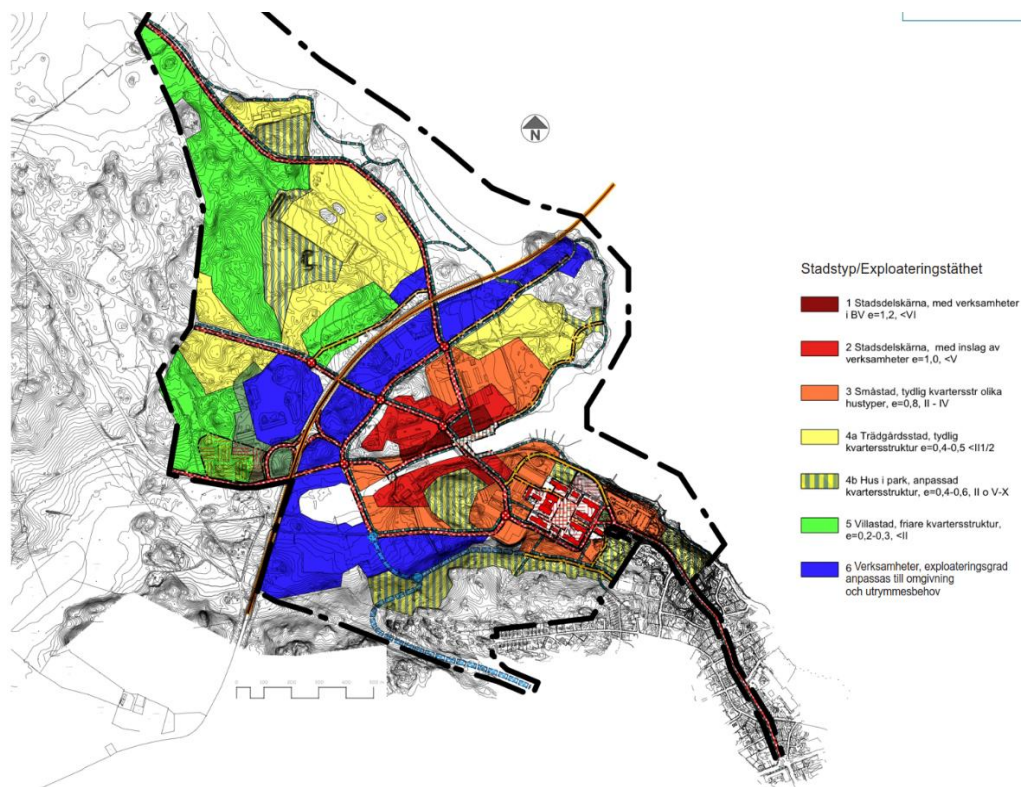 N
Stadstyp/Exploateringstäthet
1 Stadsdelskärna, med verksamheter
i BV e=1,2, <VI
2 Stadsdelskärna, med inslag av
verksamheter e=1,0, <V
3 Småstad, tydlig kvartersstr olika
hustyper, e=0,8, II - IV
4a Trädgårdsstad, tydlig
kvartersstruktur e=0,4-0,5 <II1/2
4b Hus i park, anpassad
kvartersstruktur, e=0,4-0,6, II o V-X
5 Villastad, friare kvartersstruktur,
e=0,2-0,3, <II
6 Verksamheter, exploateringsgrad
anpassas till omgivning
och utrymmesbehov